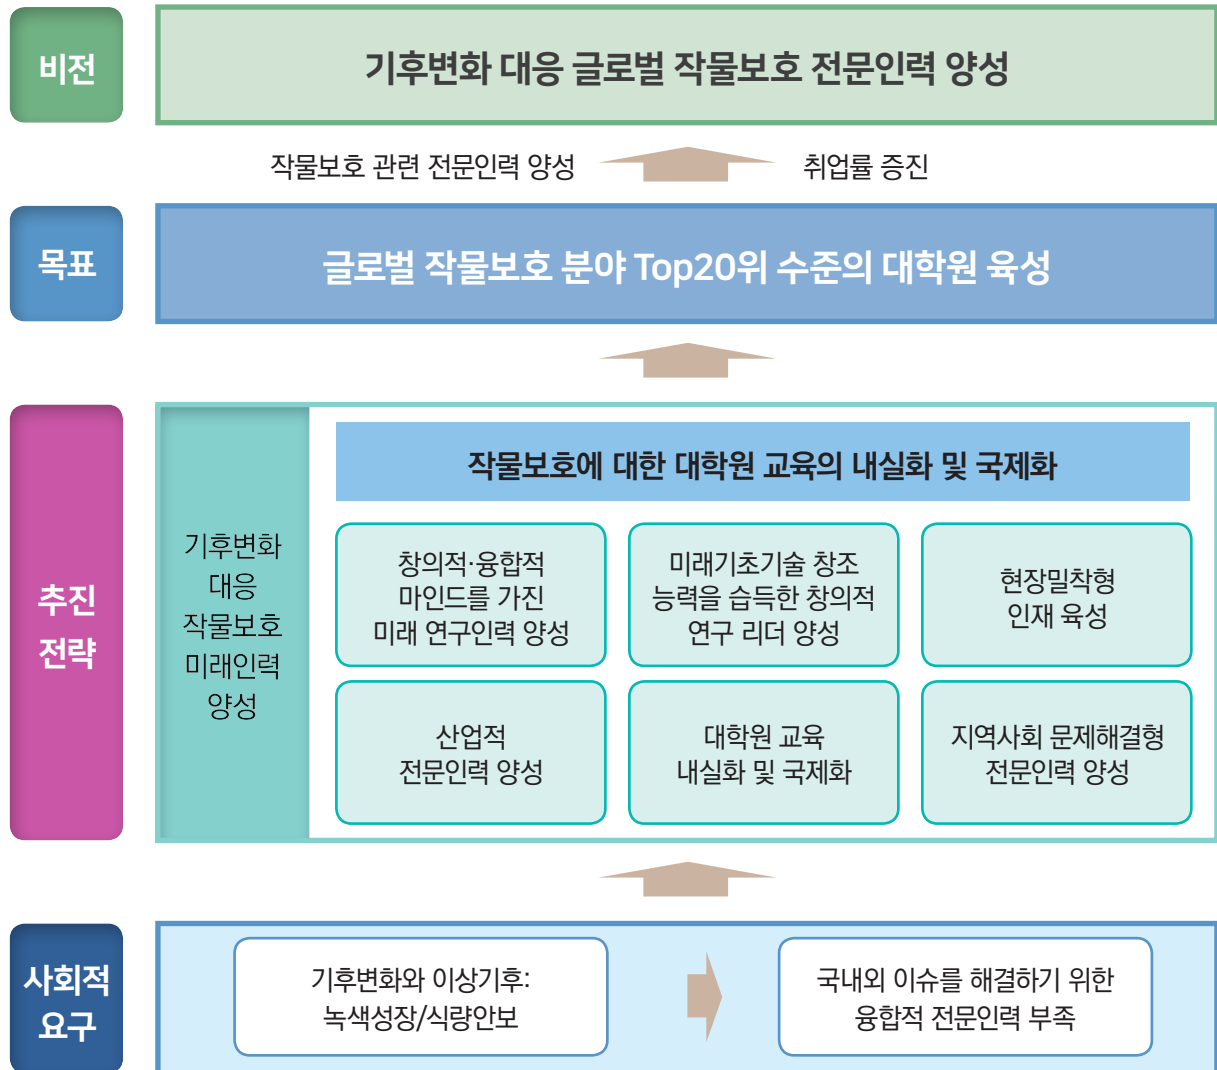 비전
기후변화 대응 글로벌 작물보호 전문인력 양성
작물보호 관련 전문인력 양성
취업률 증진
목표
글로벌 작물보호 분야 Top20위 수준의 대학원 육성
추진
전략
기후변화
대응
작물보호
미래인력
양성
작물보호에 대한 대학원 교육의 내실화 및 국제화
창의적·융합적
마인드를 가진
미래 연구인력 양성
미래기초기술 창조
능력을 습득한 창의적
연구 리더 양성
현장밀착형
인재 육성
산업적
전문인력 양성
대학원 교육
내실화 및 국제화
지역사회 문제해결형
전문인력 양성
사회적
요구
기후변화와 이상기후:
녹색성장/식량안보
국내외 이슈를 해결하기 위한
융합적 전문인력 부족